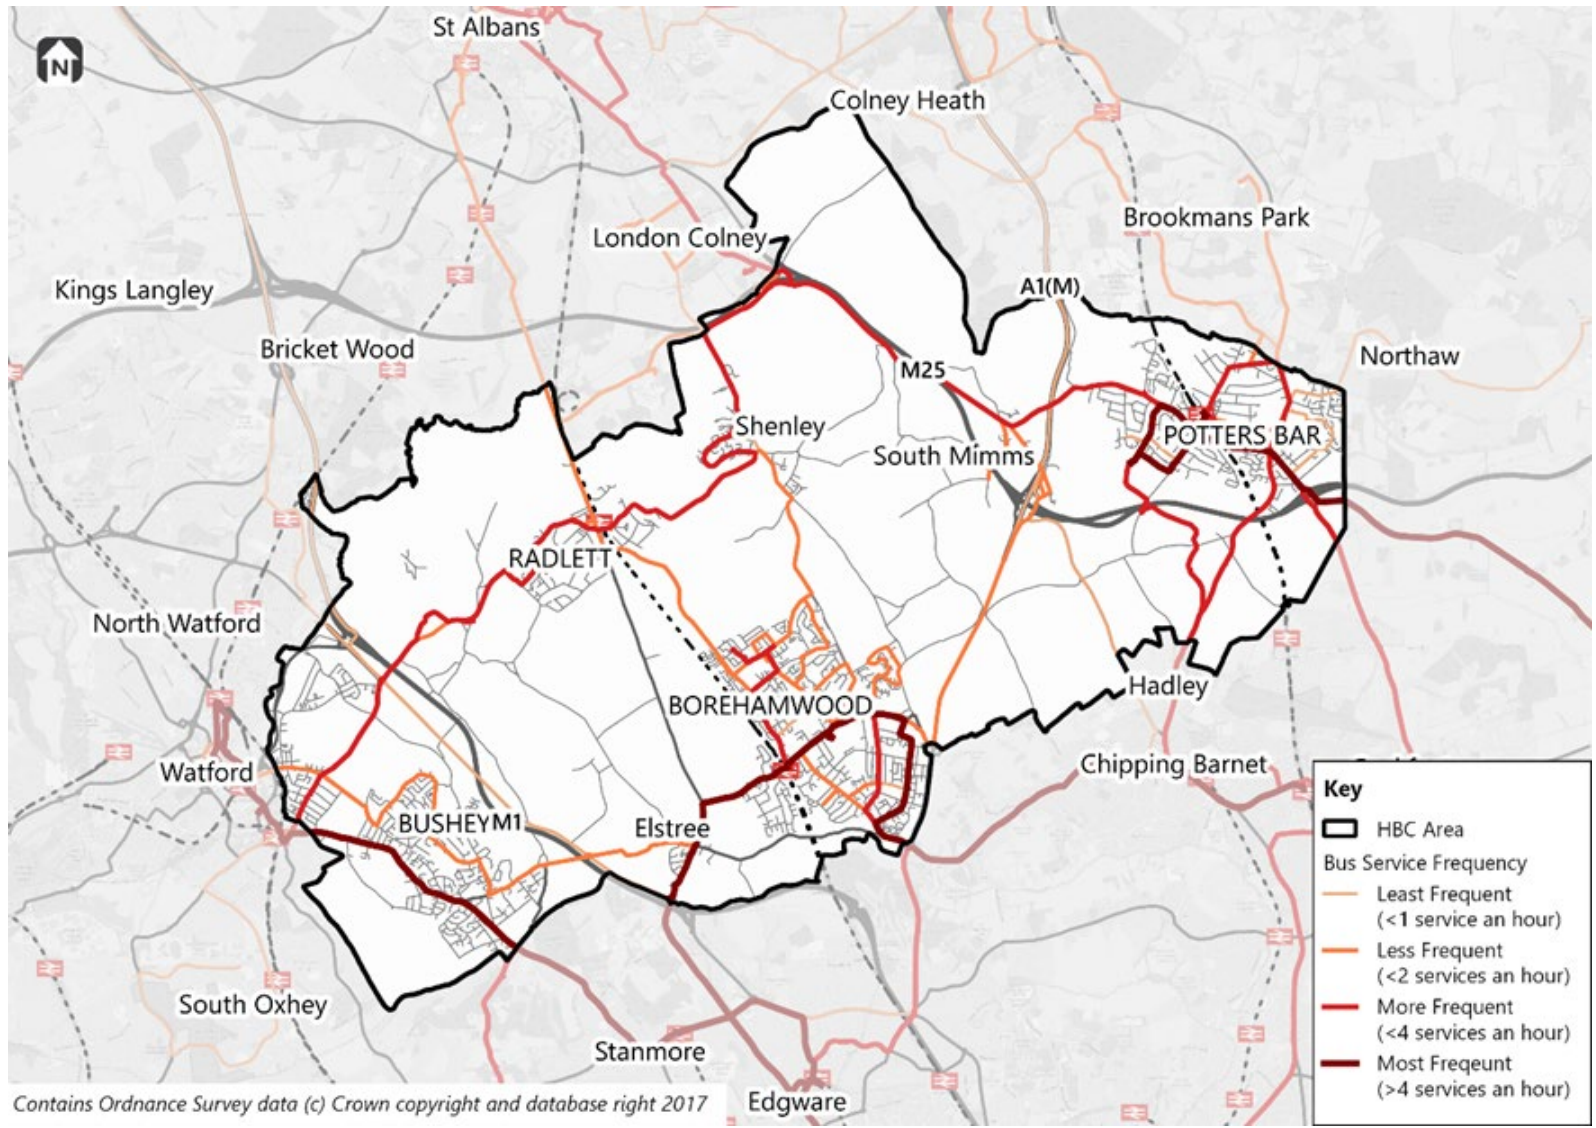 N
St Albans
Colney Heath
Brookmans Park
London Colney
Kings Langley
A1(M)
Bricket Wood
Northaw
M25
Shenley
POTTERS BAR
South Mimms
RADLETT
North Watford
Hadley
BOREHAMWOOD
Watford
Chipping Barnet
BUSHEY
M1
Elstree
South Oxhey
Stanmore
Edgware
Key
HBC Area
Bus Service Frequency
Least Frequent
(<1 service an hour)
Less Frequent
(<2 services an hour)
More Frequent
(<4 services an hour)
Most Freqeunt
(>4 services an hour)
Contains Ordnance Survey data (c) Crown copyright and database right 2017